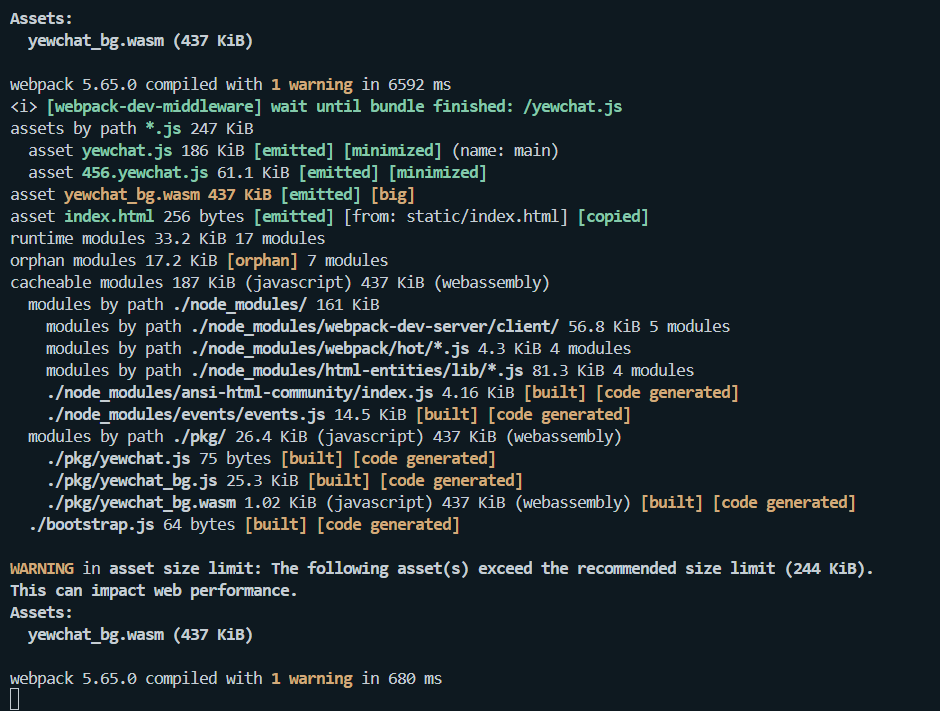 Assets:
  yewchat_bg.wasm (437 KiB)

webpack 5.65.0 compiled with 1 warning in 6592 ms
<i> [webpack-dev-middleware] wait until bundle finished: /yewchat.js
assets by path *.js 247 KiB
  asset yewchat.js 186 KiB [emitted] [minimized] (name: main)
  asset 456.yewchat.js 61.1 KiB [emitted] [minimized]
asset yewchat_bg.wasm 437 KiB [emitted] [big]
asset index.html 256 bytes [emitted] [from: static/index.html] [copied]
runtime modules 33.2 KiB 17 modules
orphan modules 17.2 KiB [orphan] 7 modules
cacheable modules 187 KiB (javascript) 437 KiB (webassembly)
  modules by path ./node_modules/ 161 KiB
    modules by path ./node_modules/webpack-dev-server/client/ 56.8 KiB 5 modules
    modules by path ./node_modules/webpack/hot/*.js 4.3 KiB 4 modules
    modules by path ./node_modules/html-entities/lib/*.js 81.3 KiB 4 modules
    ./node_modules/ansi-html-community/index.js 4.16 KiB [built] [code generated]
    ./node_modules/events/events.js 14.5 KiB [built] [code generated]
  modules by path ./pkg/ 26.4 KiB (javascript) 437 KiB (webassembly)
    ./pkg/yewchat.js 75 bytes [built] [code generated]
    ./pkg/yewchat_bg.js 25.3 KiB [built] [code generated]
    ./pkg/yewchat_bg.wasm 1.02 KiB (javascript) 437 KiB (webassembly) [built] [code generated]
  ./bootstrap.js 64 bytes [built] [code generated]

WARNING in asset size limit: The following asset(s) exceed the recommended size limit (244 KiB).
This can impact web performance.
Assets:
  yewchat_bg.wasm (437 KiB)

webpack 5.65.0 compiled with 1 warning in 680 ms